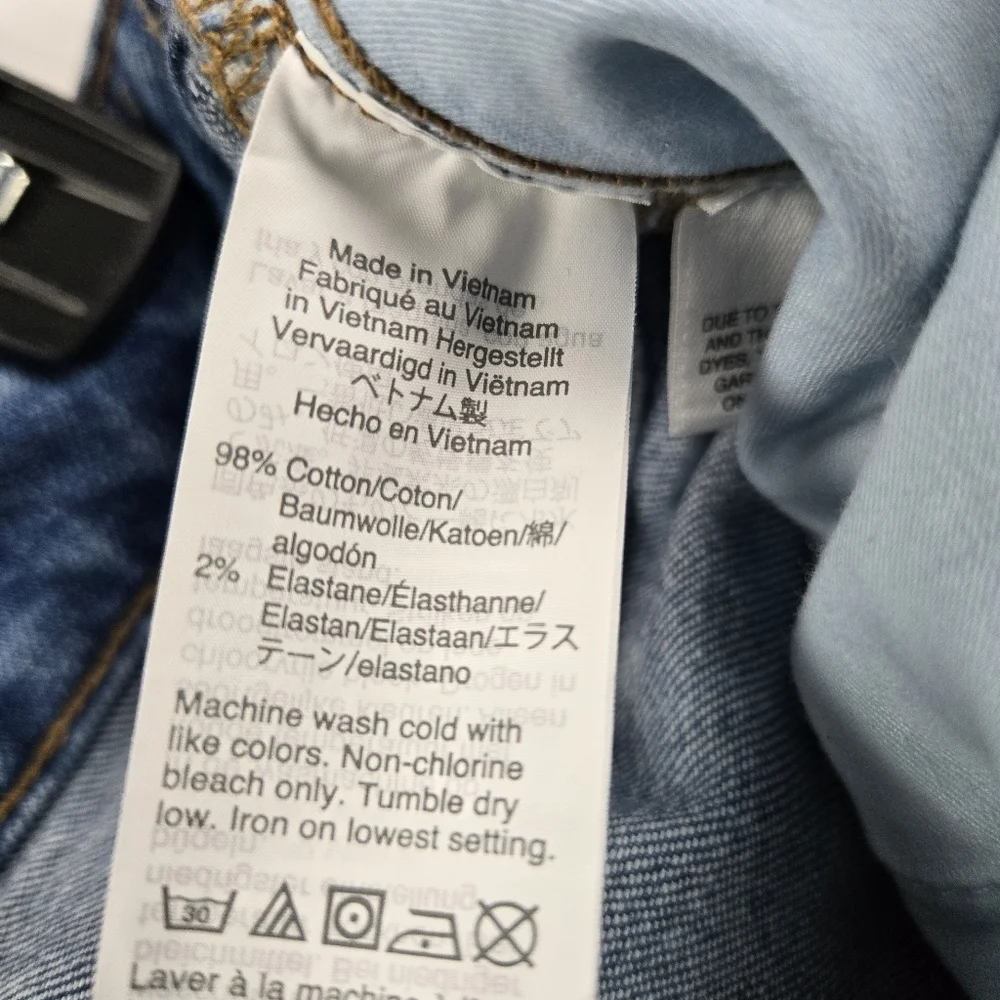 Made in Vietnam
Fabriqué au Vietnam
in Vietnam Hergestellt
Vervaardigd in Viëtnam
ベトナム製
Hecho en Vietnam
98% Cotton/Coton/
Baumwolle/Katoen/綿/
algodón
2% Elastane/Élasthanne/
Elastan/Elastaan/エラス
テーン/elastano
Machine wash cold with
like colors. Non-chlorine
bleach only. Tumble dry
low. Iron on lowest setting.
30
Laver à la machine à
DUE TO
AND
DYES,